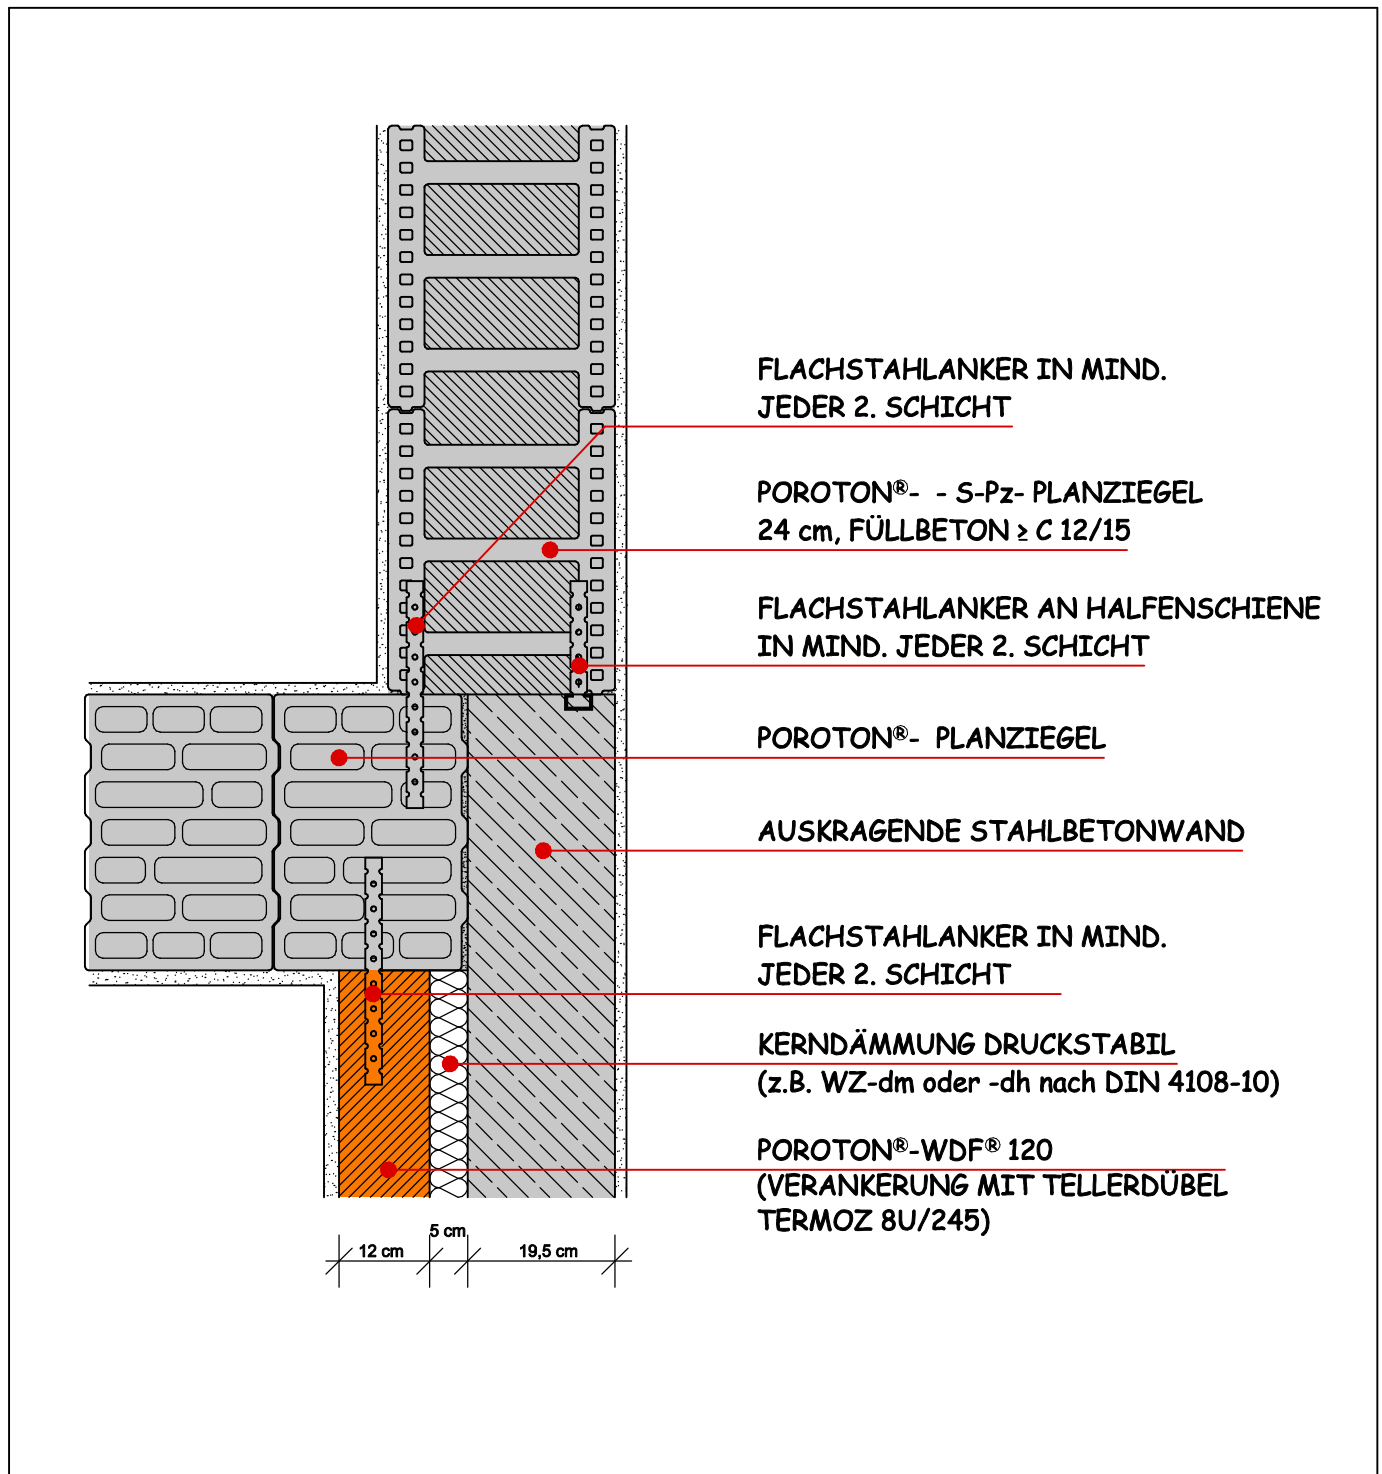 FLACHSTAHLANKER IN MIND.
JEDER 2. SCHICHT
POROTON®- - S-Pz- PLANZIEGEL
24 cm, FÜLLBETON ≥ C 12/15
FLACHSTAHLANKER AN HALFENSCHIENE
IN MIND. JEDER 2. SCHICHT
POROTON®- PLANZIEGEL
AUSKRAGENDE STAHLBETONWAND
FLACHSTAHLANKER IN MIND.
JEDER 2. SCHICHT
KERNDÄMMUNG DRUCKSTABIL
(z.B. WZ-dm oder -dh nach DIN 4108-10)
POROTON®-WDF® 120
(VERANKERUNG MIT TELLERDÜBEL
TERMOZ 8U/245)
12 cm
5 cm
19,5 cm